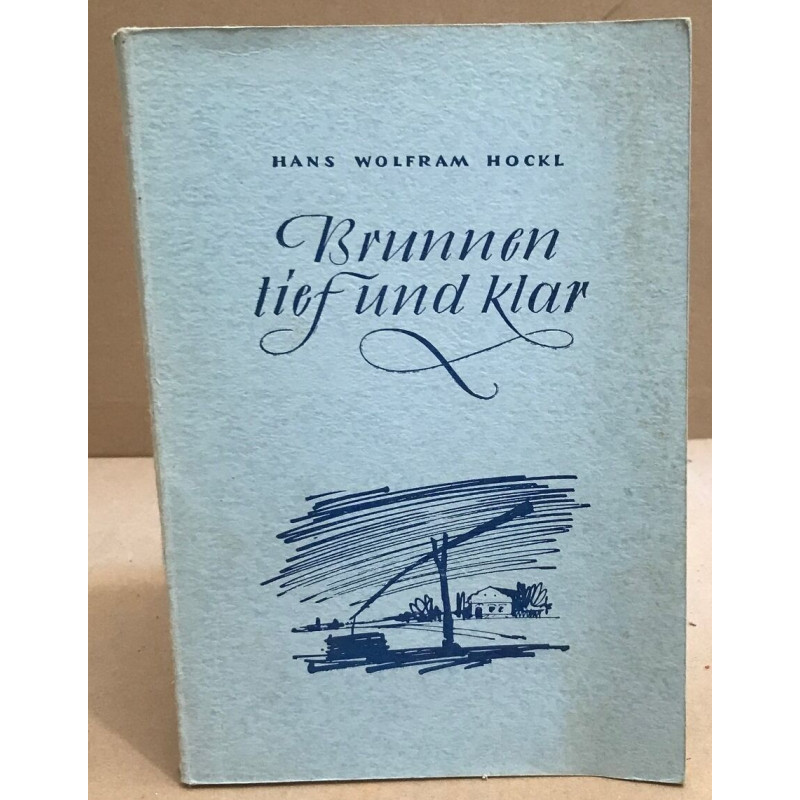 HANS WOLFRAM HOCKL
Brunnen
tief und klar